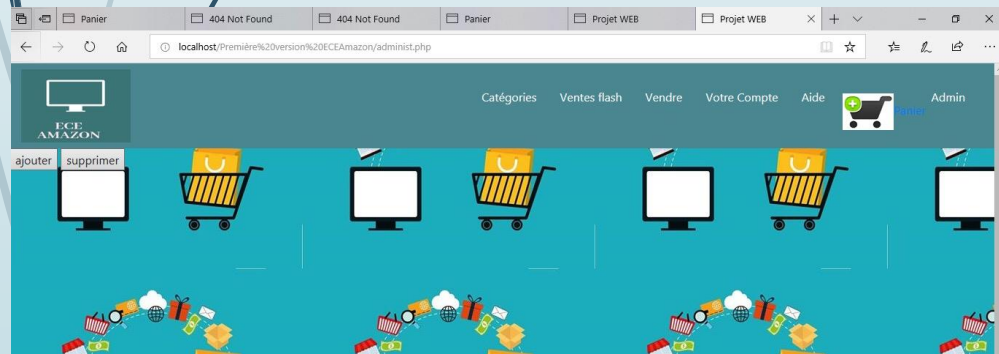 Panier
404 Not Found
404 Not Found
Panier
Projet WEB
Projet WEB
localhost/Première%20version%20ECEAmazon/administ.php
ECE
AMAZON
Catégories Ventes flash Vendre Votre Compte Aide Panier Admin
ajouter supprimer